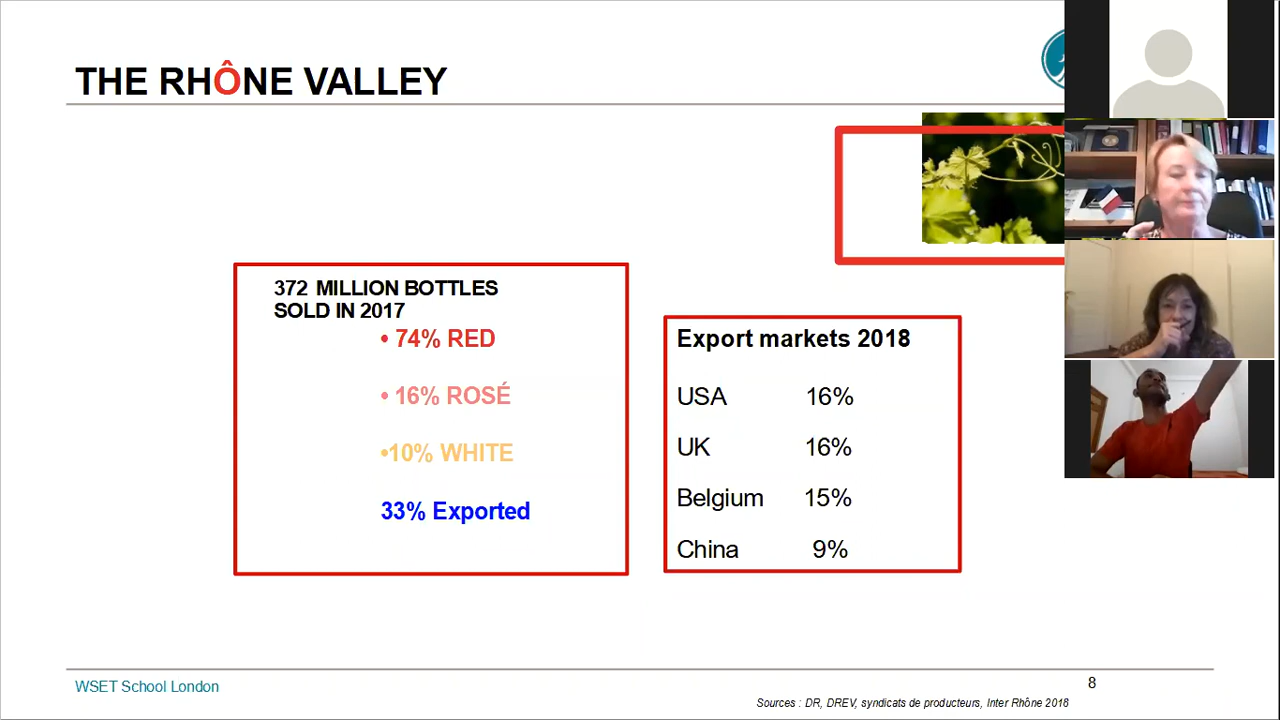 THE RHÔNE VALLEY
372 MILLION BOTTLES
SOLD IN 2017
• 74% RED
• 16% ROSÉ
•10% WHITE
33% Exported
Export markets 2018
USA 16%
UK 16%
Belgium 15%
China 9%
WSET School London
8
Sources : DR, DREV, syndicats de producteurs, Inter Rhône 2018